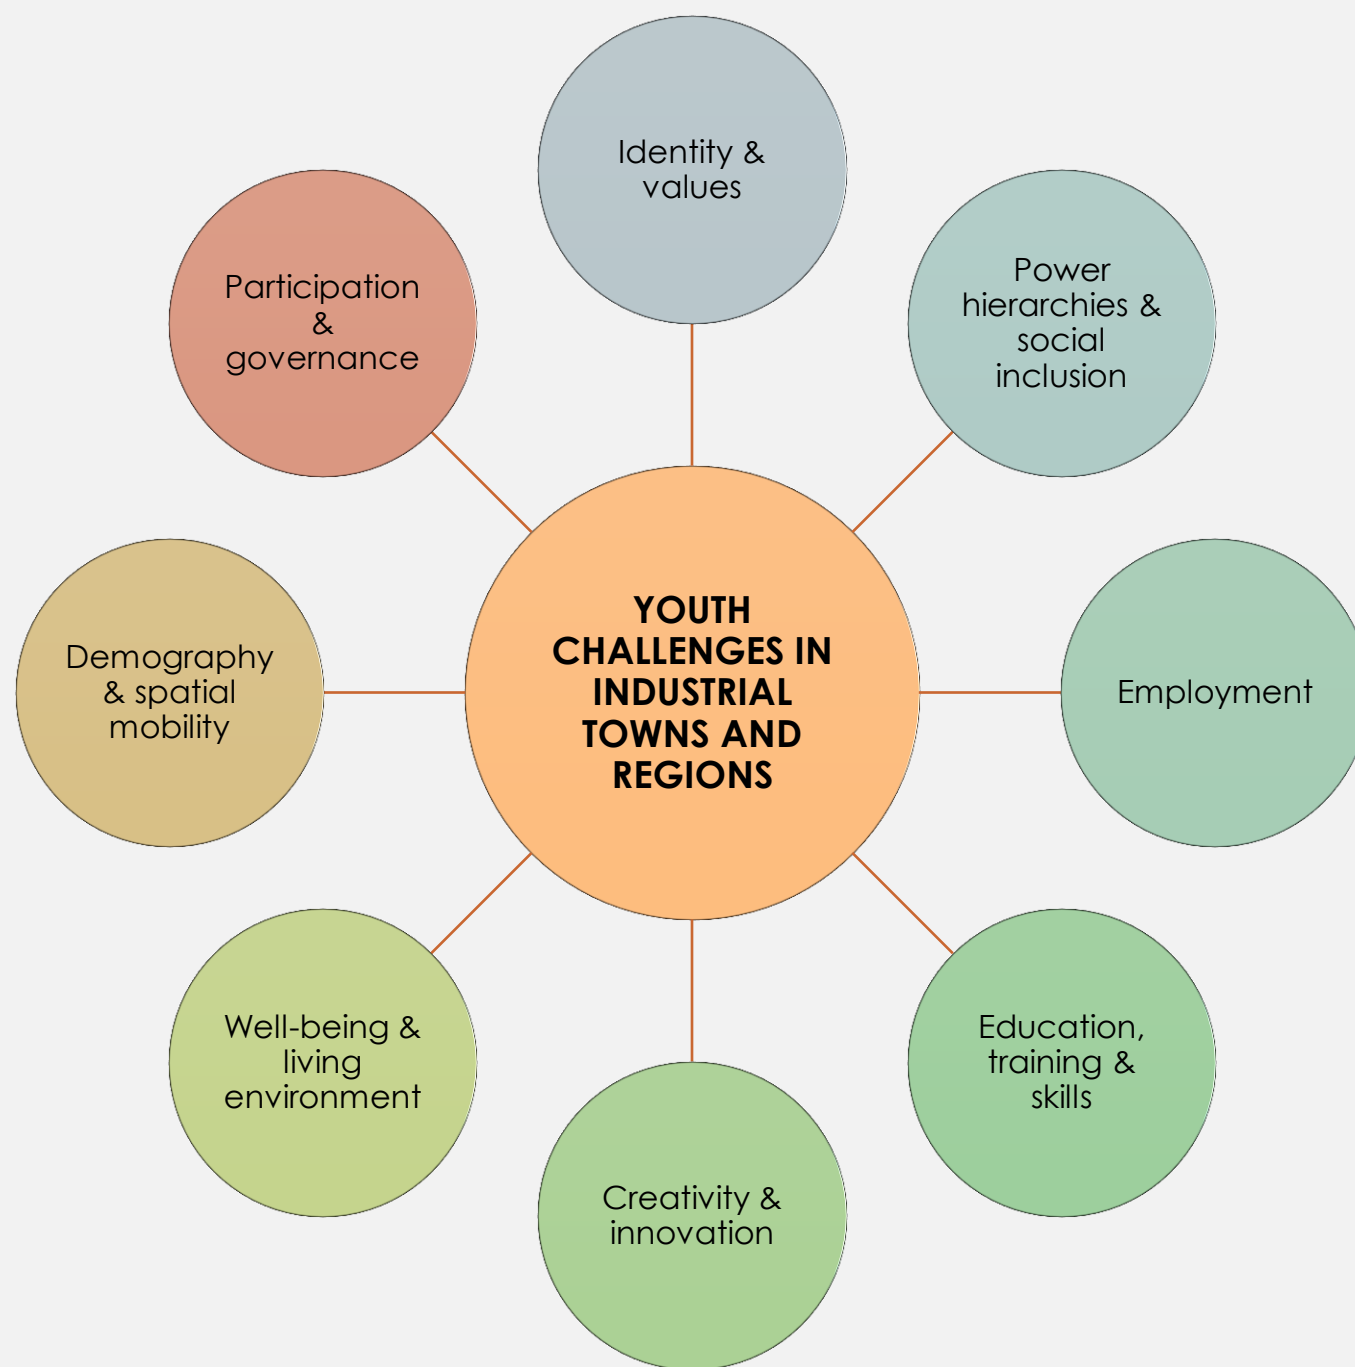 Identity &
values
Power
hierarchies &
social
inclusion
Employment
Education,
training &
skills
Creativity &
innovation
Well-being &
living
environment
Demography
& spatial
mobility
Participation
&
governance
YOUTH
CHALLENGES IN
INDUSTRIAL
TOWNS AND
REGIONS